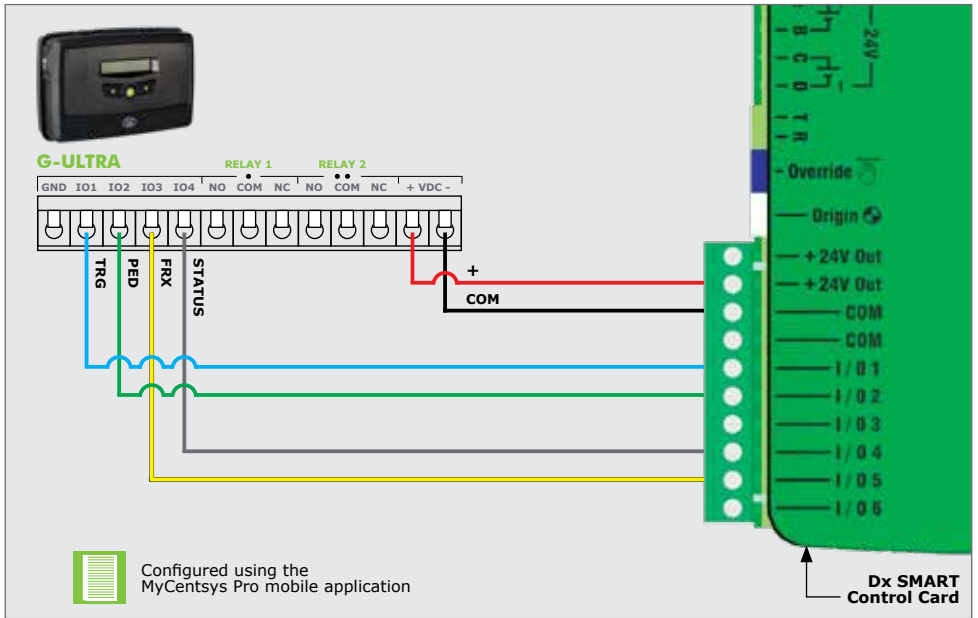 G-ULTRA
RELAY 1
RELAY 2
GND IO1 IO2 IO3 IO4 NO COM NC NO COM NC + VDC -
TRG
PED
FRX
STATUS
+
COM
B
C
D
24V
T
R
Override
Origin
+ 24V Out
+ 24V Out
COM
COM
I / O 1
I / O 2
I / O 3
I / O 4
I / O 5
I / O 6
Configured using the
MyCentsys Pro mobile application
Dx SMART
Control Card